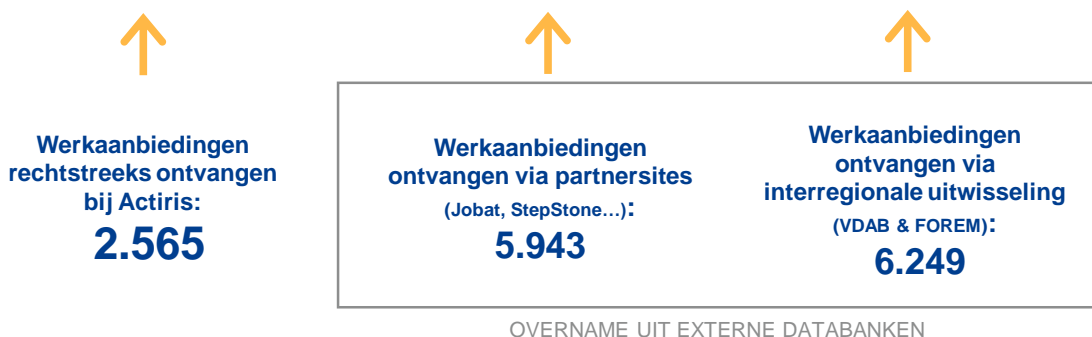 Werkaanbiedingen
rechtstreeks ontvangen
bij Actiris:
2.565
Werkaanbiedingen
ontvangen via partnersites
(Jobat, StepStone…):
5.943
Werkaanbiedingen
ontvangen via
interregionale uitwisseling
(VDAB & FOREM):
6.249
OVERNAME UIT EXTERNE DATABANKEN